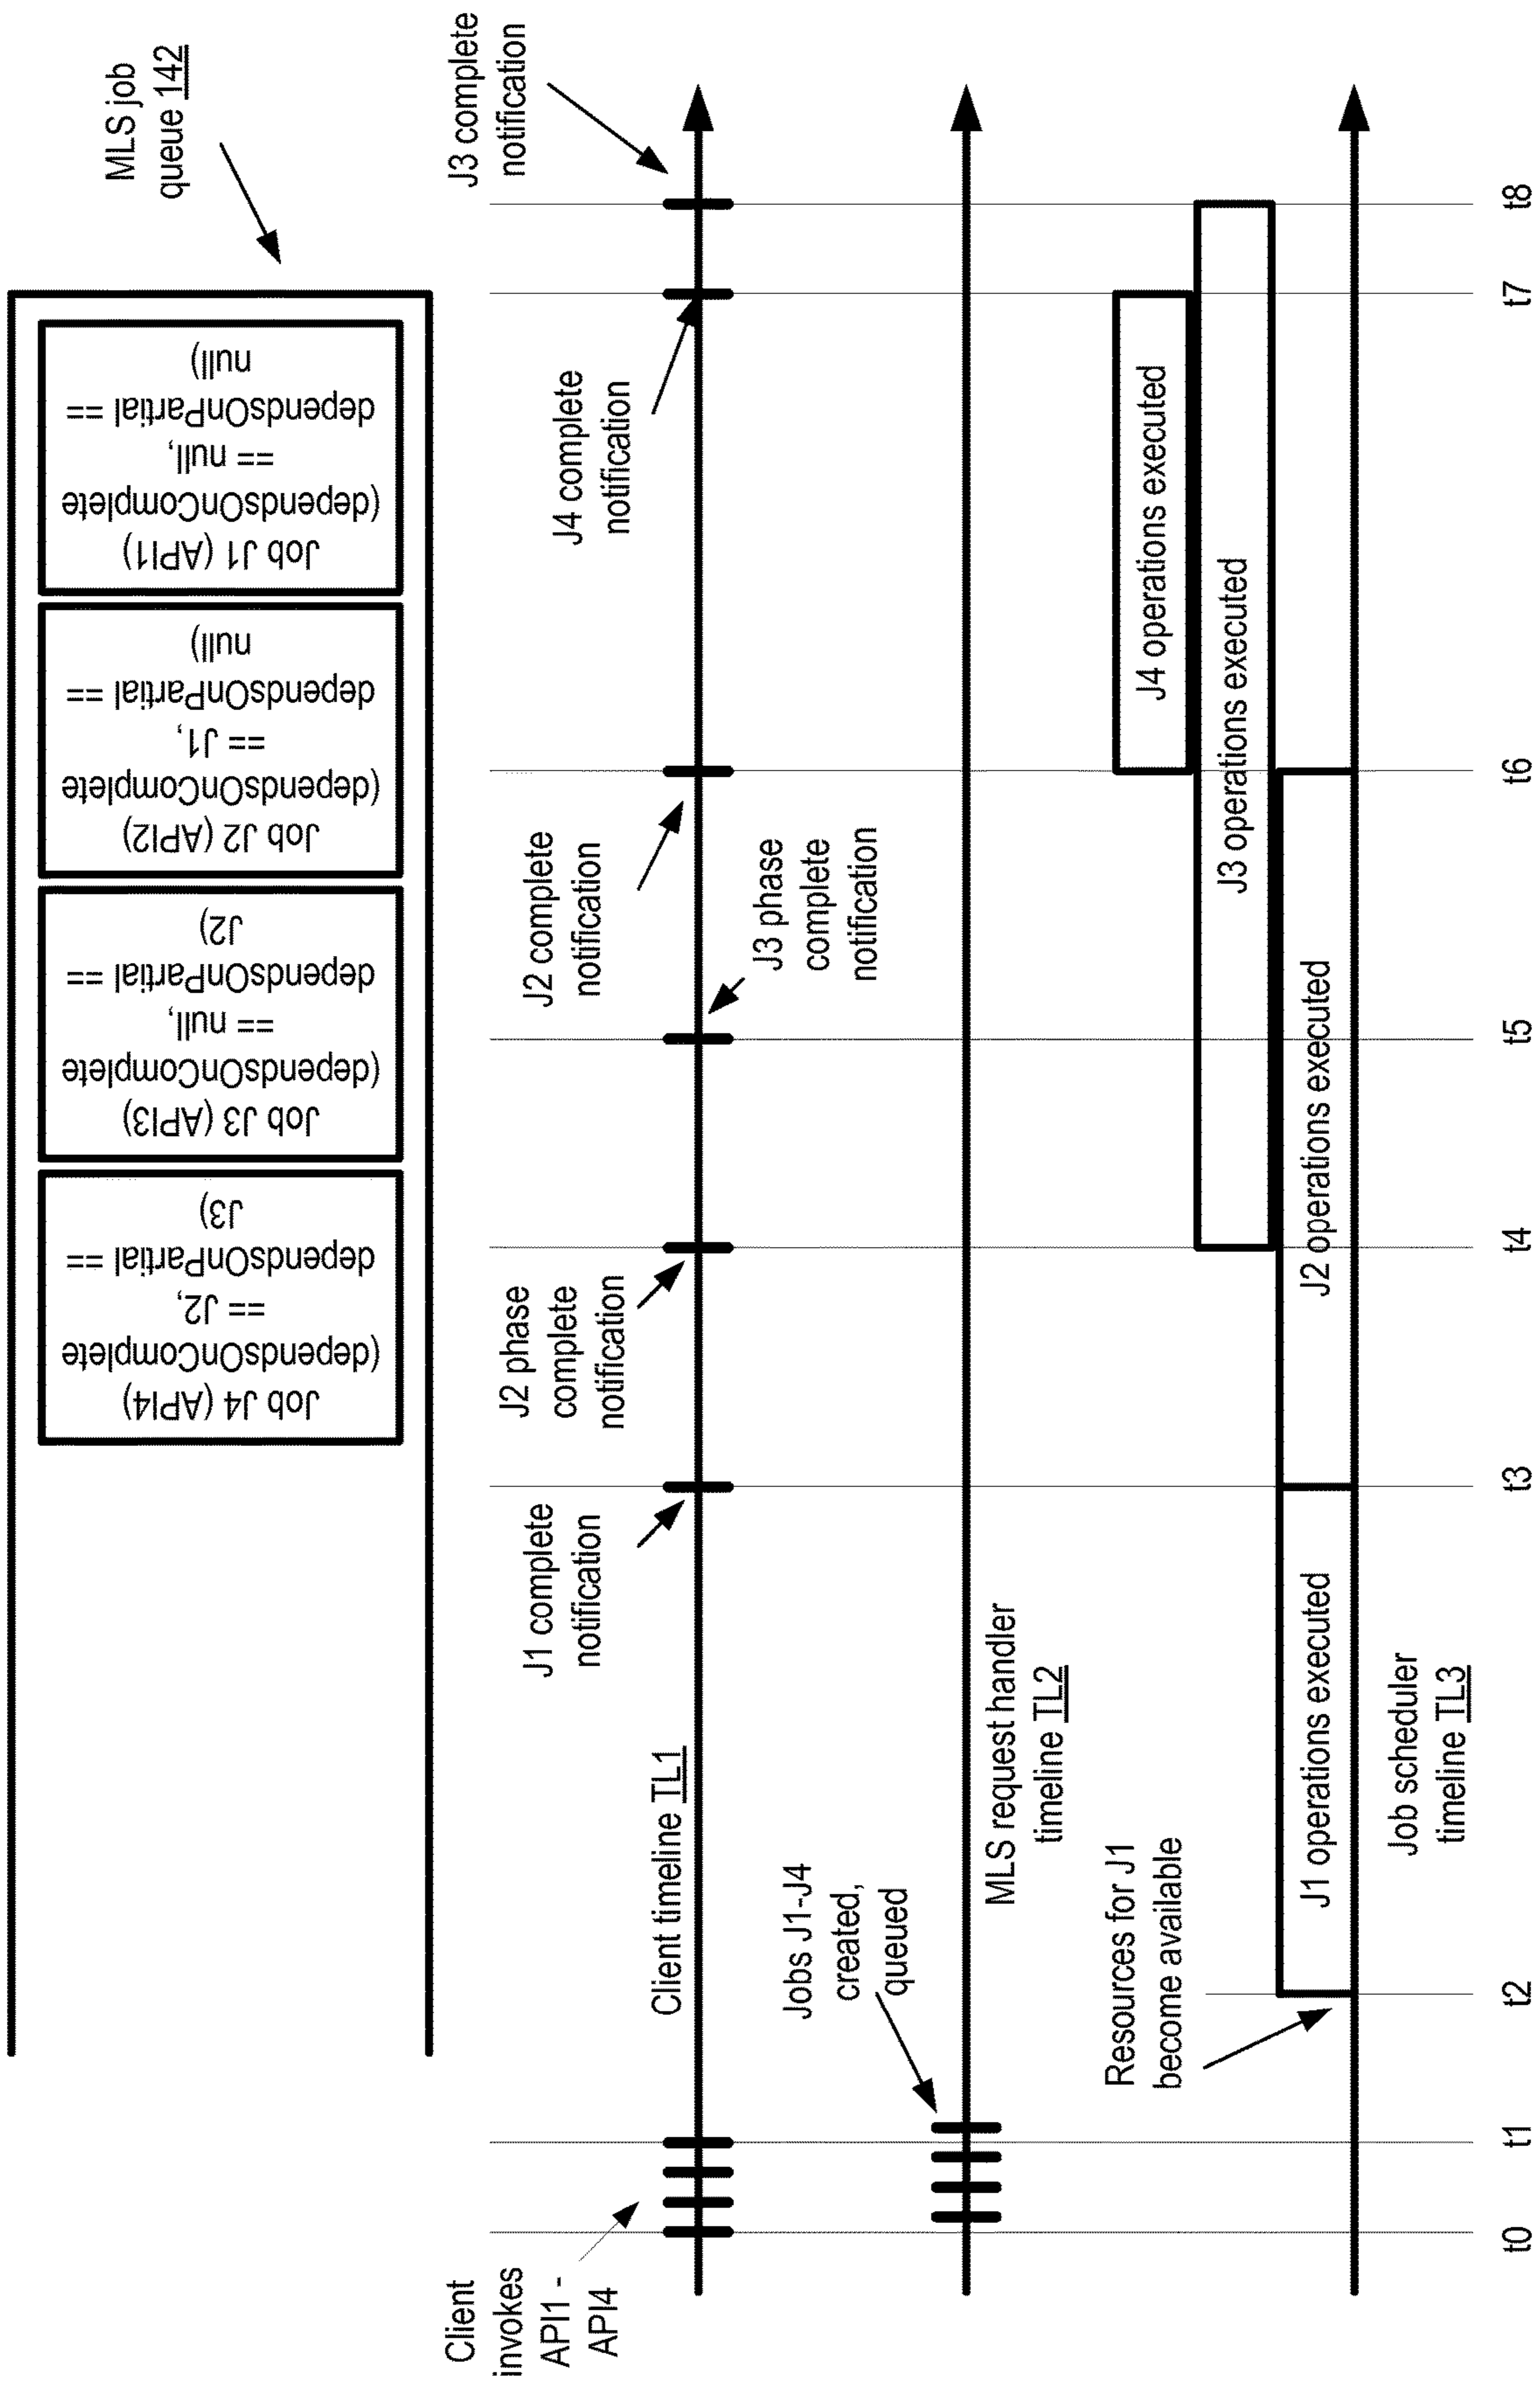 MLS job
queue 142
Job J4 (API4)
(dependsOnComplete
== J2,
dependsOnPartial ==
J3)
Job J3 (API3)
(dependsOnComplete
== null,
dependsOnPartial ==
J2)
Job J2 (API2)
(dependsOnComplete
== J1,
dependsOnPartial ==
null)
Job J1 (API1)
(dependsOnComplete
== null,
dependsOnPartial ==
null)
Client
invokes
API1 -
API4
Client timeline TL1
J1 complete
notification
J2 phase
complete
notification
J3 phase
complete
notification
J2 complete
notification
J4 complete
notification
J3 complete
notification
Jobs J1-J4
created,
queued
MLS request handler
timeline TL2
Resources for J1
become available
J4 operations executed
J3 operations executed
J1 operations executed
J2 operations executed
Job scheduler
timeline TL3
t0
t1
t2
t3
t4
t5
t6
t7
t8